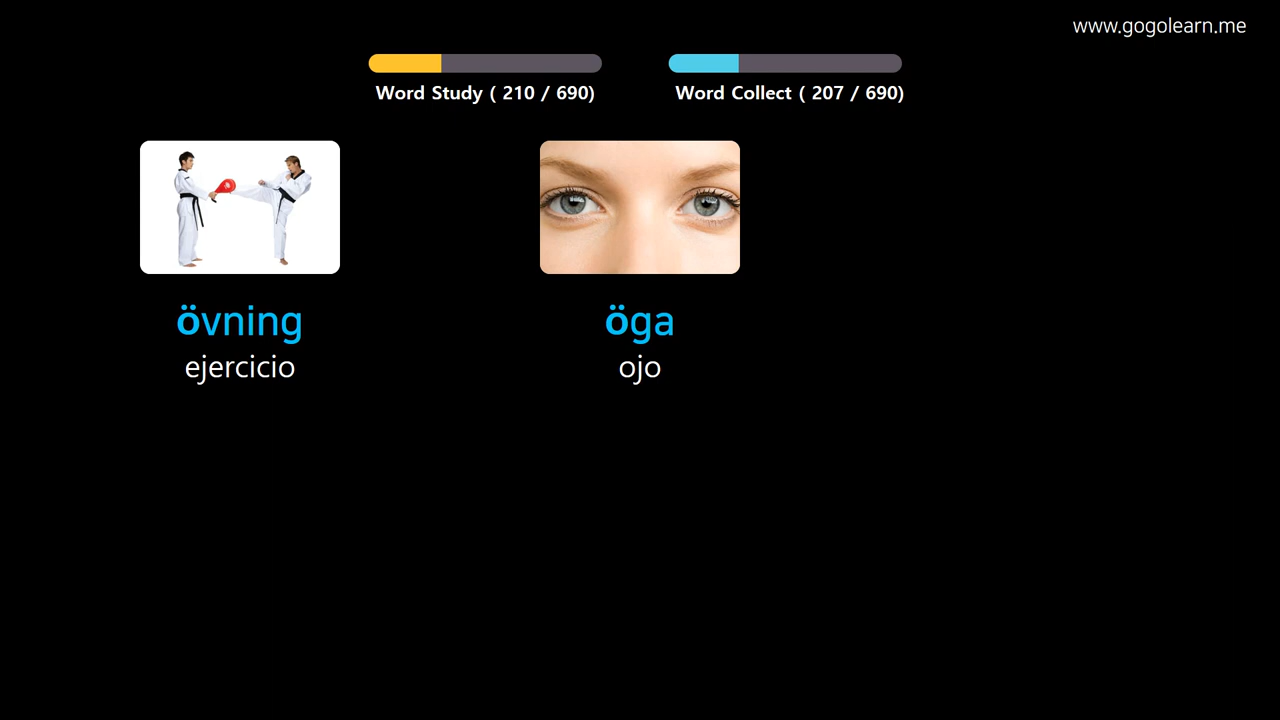 www.gogolearn.me
Word Study ( 210 / 690)
Word Collect ( 207 / 690)
övning
ejercicio
öga
ojo